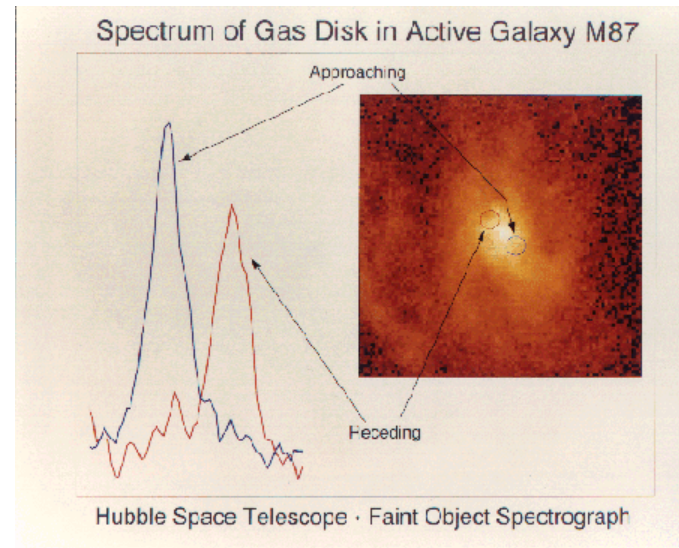 Spectrum of Gas Disk in Active Galaxy M87
Approaching
Receding
Hubble Space Telescope · Faint Object Spectrograph